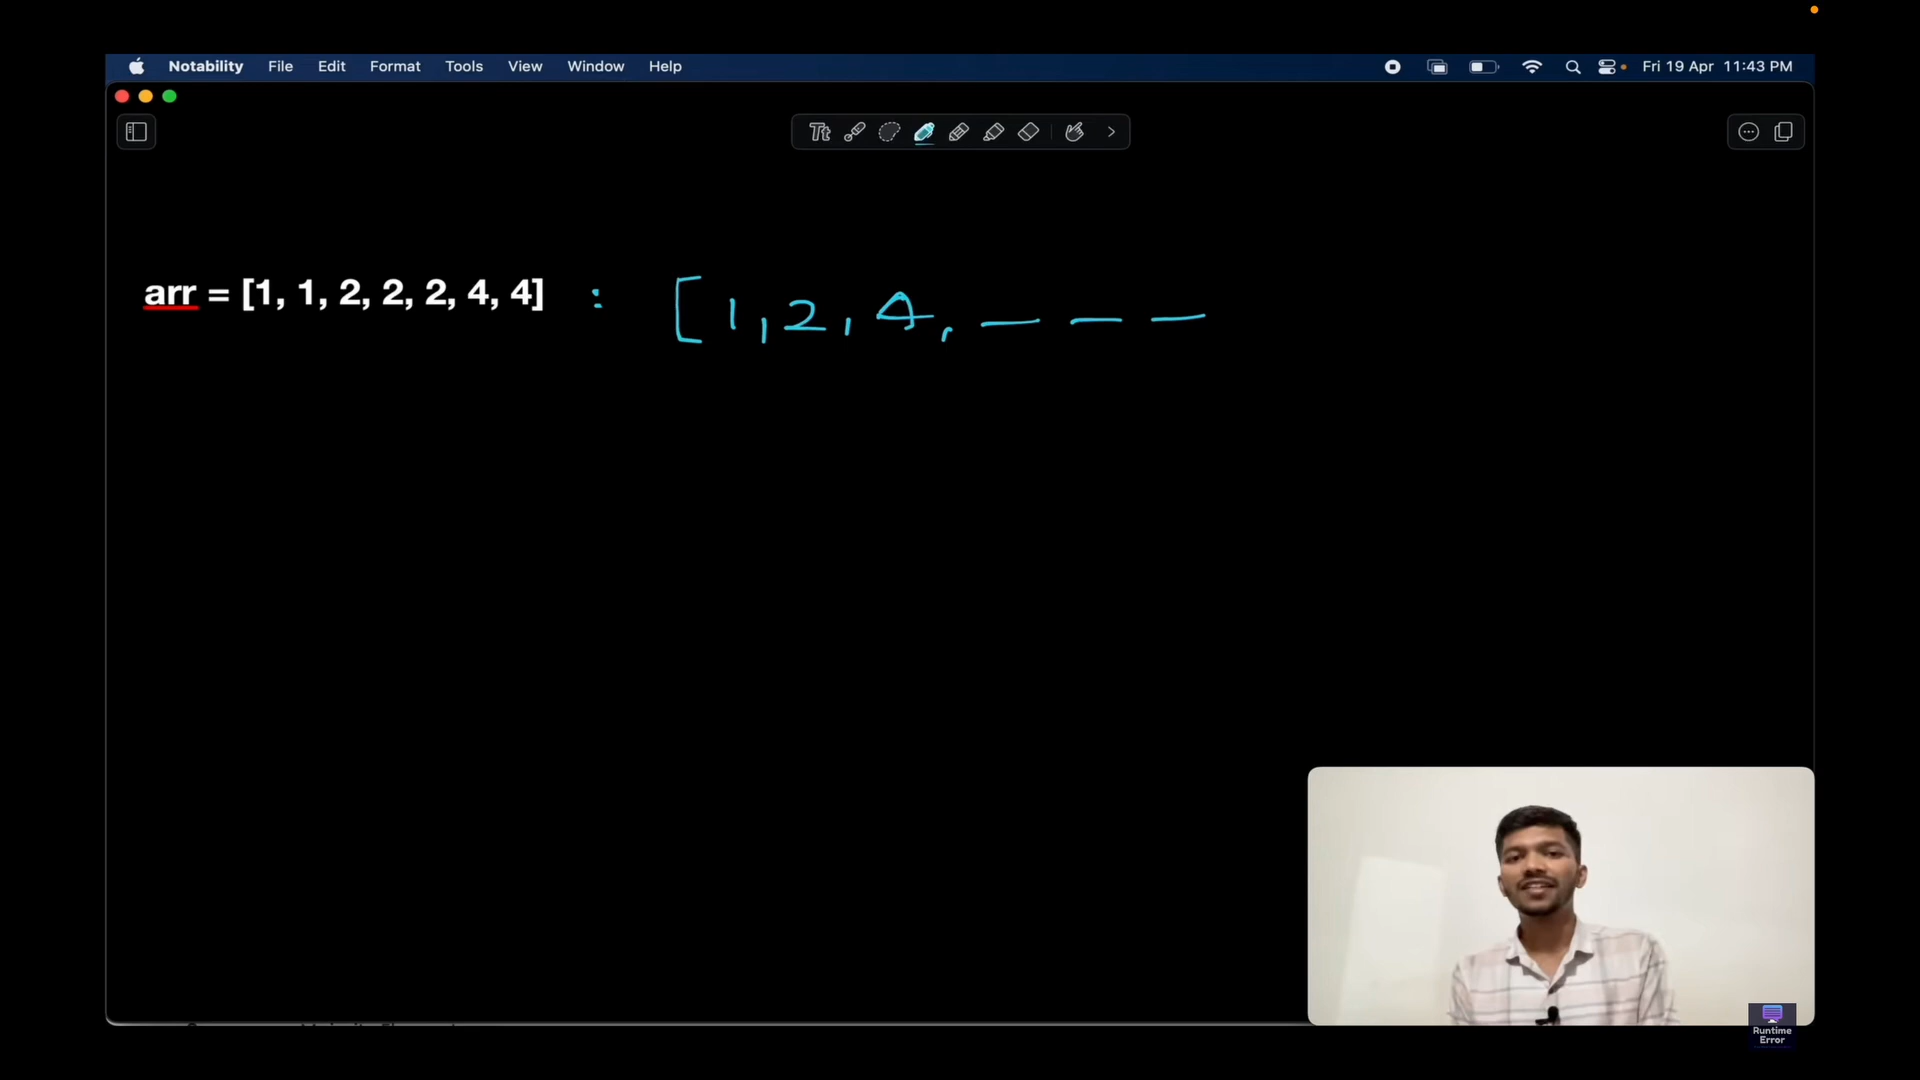 Notability File Edit Format Tools View Window Help Fri 19 Apr 11:43 PM
Tt
arr = [1, 1, 2, 2, 2, 4, 4] : [ 1, 2, 4, _ _ _
Runtime
Error